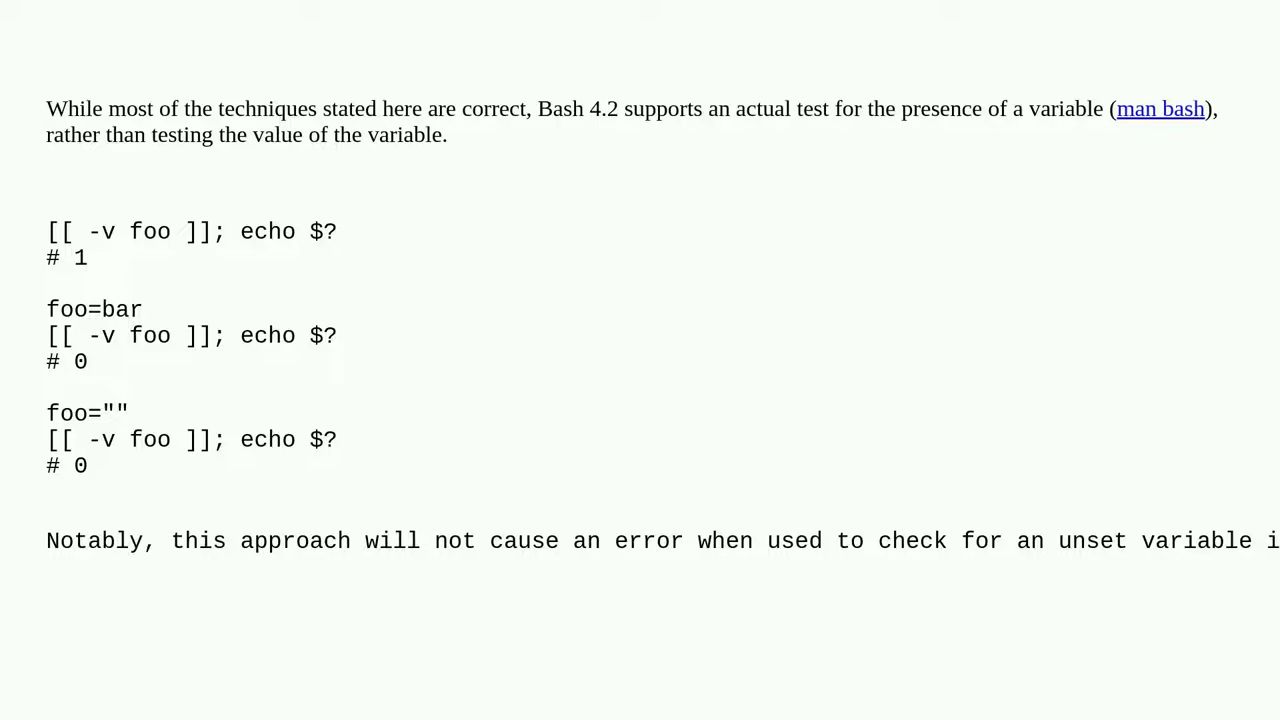 While most of the techniques stated here are correct, Bash 4.2 supports an actual test for the presence of a variable (man bash),
rather than testing the value of the variable.
[[ -v foo ]]; echo $?
# 1
foo=bar
[[ -v foo ]]; echo $?
# 0
foo=""
[[ -v foo ]]; echo $?
# 0
Notably, this approach will not cause an error when used to check for an unset variable